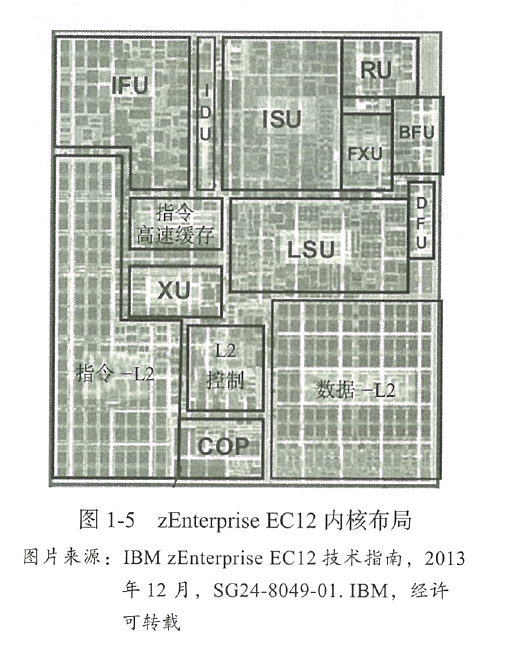 IFU
IDU
ISU
RU
FXU
BFU
指令
高速缓存
LSU
DFU
XU
指令-L2
L2
控制
数据-L2
COP
图 1-5 zEnterprise EC12 内核布局
图片来源：IBM zEnterprise EC12 技术指南，2013
年 12 月，SG24-8049-01. IBM，经许
可转载